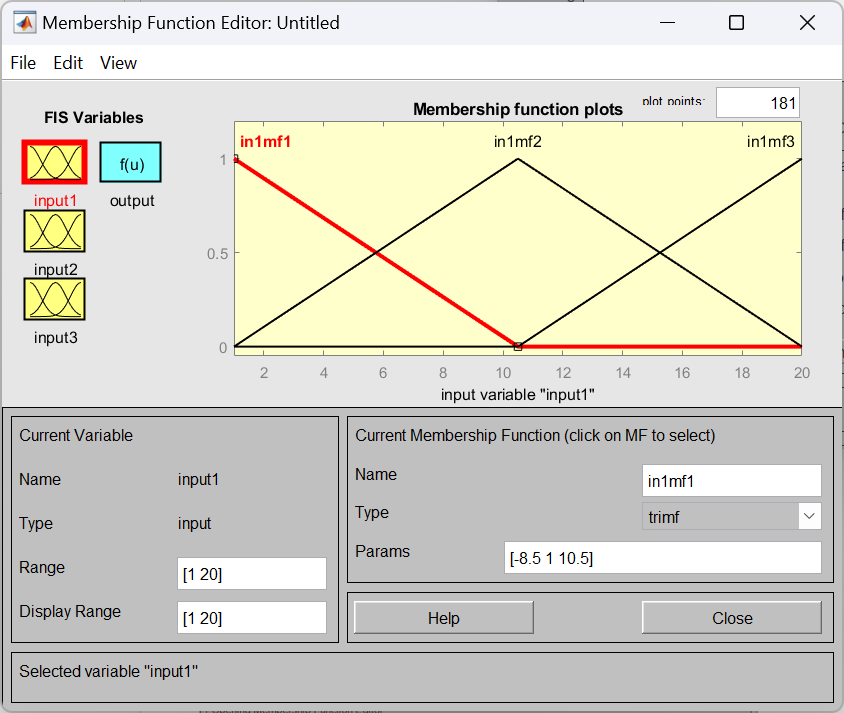 Membership Function Editor: Untitled
File Edit View
FIS Variables
f(u)
input1 output
input2
input3
Membership function plots
plot points: 181
in1mf1 in1mf2 in1mf3
1
0.5
0
2 4 6 8 10 12 14 16 18 20
input variable "input1"
Current Variable
Name input1
Type input
Range [1 20]
Display Range [1 20]
Current Membership Function (click on MF to select)
Name in1mf1
Type trimf
Params [-8.5 1 10.5]
Help Close
Selected variable "input1"